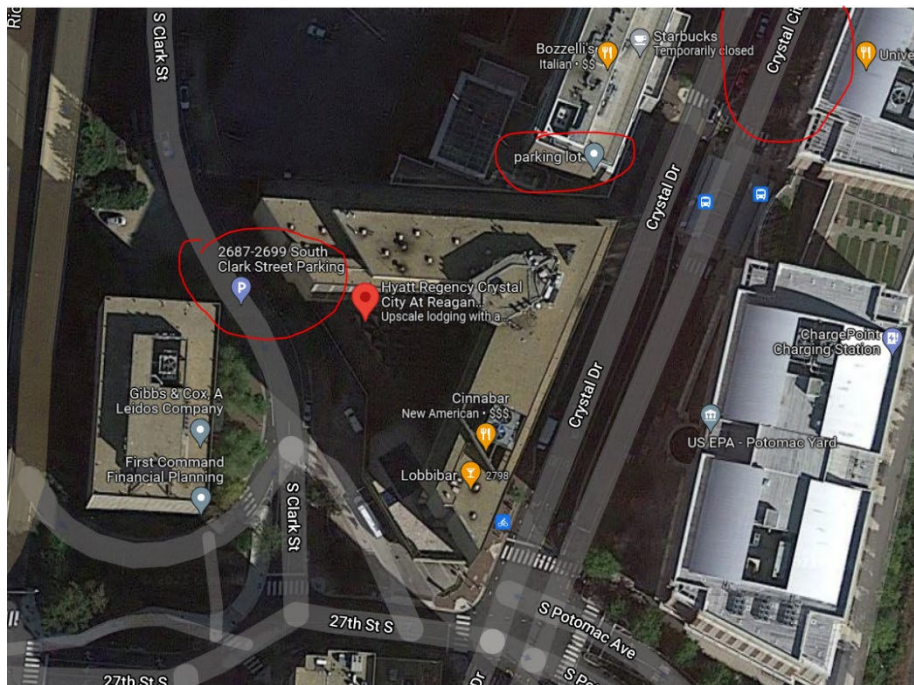 Ric
S Clark St
Bozzelli's
Italian • $$
Starbucks
Temporarily closed
Crystal Cit
Unive
parking lot
Crystal Dr
2687-2699 South
Clark Street Parking
P
Hyatt Regency Crystal
City At Reagan...
Upscale lodging with a...
ChargePoint
Charging Station
Gibbs & Cox, A
Leidos Company
Cinnabar
New American • $$$
Crystal Dr
US EPA - Potomac Yard
First Command
Financial Planning
Lobbibar
2798
S Clark St
27th St S
S Potomac Ave
27th St S
Dr
S P